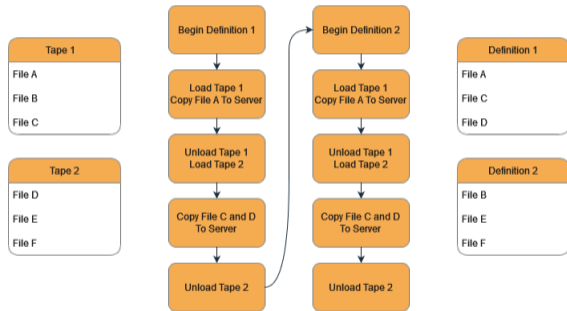 Tape 1
File A
File B
File C
Tape 2
File D
File E
File F
Begin Definition 1
Load Tape 1
Copy File A To Server
Unload Tape 1
Load Tape 2
Copy File C and D
To Server
Unload Tape 2
Begin Definition 2
Load Tape 1
Copy File A To Server
Unload Tape 1
Load Tape 2
Copy File C and D
To Server
Unload Tape 2
Definition 1
File A
File C
File D
Definition 2
File B
File E
File F